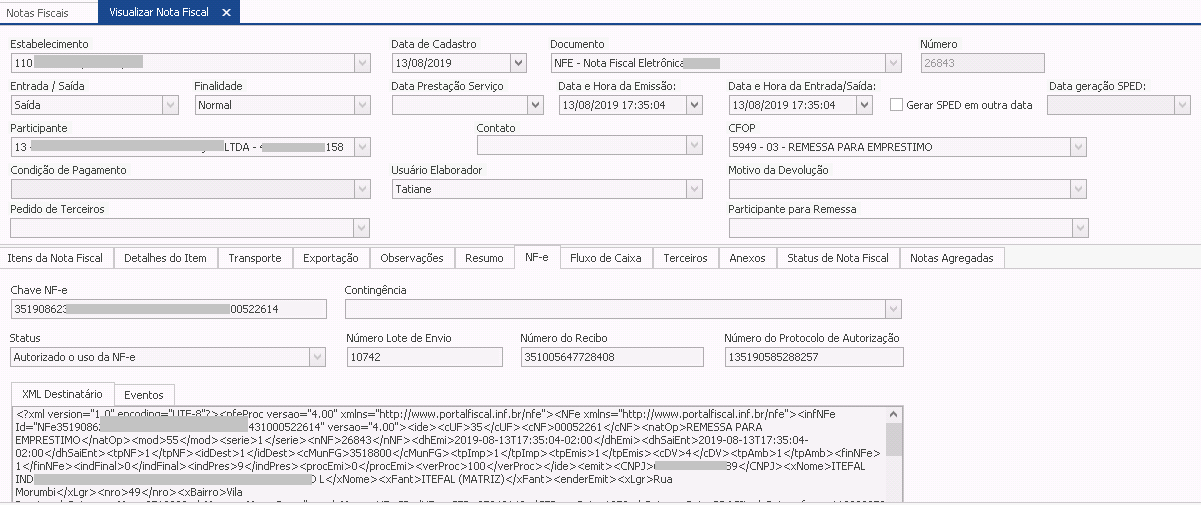 Notas Fiscais Visualizar Nota Fiscal ✕
Estabelecimento Data de Cadastro Documento Número
110 13/08/2019 NFE - Nota Fiscal Eletrônica 26843
Entrada / Saída Finalidade Data Prestação Serviço Data e Hora da Emissão: Data e Hora da Entrada/Saída: Data geração SPED:
Saída Normal 13/08/2019 17:35:04 13/08/2019 17:35:04 Gerar SPED em outra data
Participante Contato CFOP
13 - LTDA - 158 5949 - 03 - REMESSA PARA EMPRESTIMO
Condição de Pagamento Usuário Elaborador Motivo da Devolução
Tatiane
Pedido de Terceiros Participante para Remessa
Itens da Nota Fiscal Detalhes do Item Transporte Exportação Observações Resumo NF-e Fluxo de Caixa Terceiros Anexos Status de Nota Fiscal Notas Agregadas
Chave NF-e Contingência
351908623 00522614
Status Número Lote de Envio Número do Recibo Número do Protocolo de Autorização
Autorizado o uso da NF-e 10742 351005647728408 135190585288257
XML Destinatário Eventos
<?xml version="1.0" encoding="UTF-8"?><nfeProc versao="4.00" xmlns="http://www.portalfiscal.inf.br/nfe"><NFe xmlns="http://www.portalfiscal.inf.br/nfe"><infNFe
Id="NFe3519086 431000522614" versao="4.00"><ide><cUF>35</cUF><cNF>00052261</cNF><natOp>REMESSA PARA
EMPRESTIMO</natOp><mod>55</mod><serie>1</serie><nNF>26843</nNF><dhEmi>2019-08-13T17:35:04-02:00</dhEmi><dhSaiEnt>2019-08-13T17:35:04-
02:00</dhSaiEnt><tpNF>1</tpNF><idDest>1</idDest><cMunFG>3518800</cMunFG><tpImp>1</tpImp><tpEmis>1</tpEmis><cDV>4</cDV><tpAmb>1</tpAmb><finNFe>
1</finNFe><indFinal>0</indFinal><indPres>9</indPres><procEmi>0</procEmi><verProc>100</verProc></ide><emit><CNPJ> 39</CNPJ><xNome>ITEFAL
IND D L</xNome><xFant>ITEFAL (MATRIZ)</xFant><enderEmit><xLgr>Rua
Morumbi</xLgr><nro>49</nro><xBairro>Vila